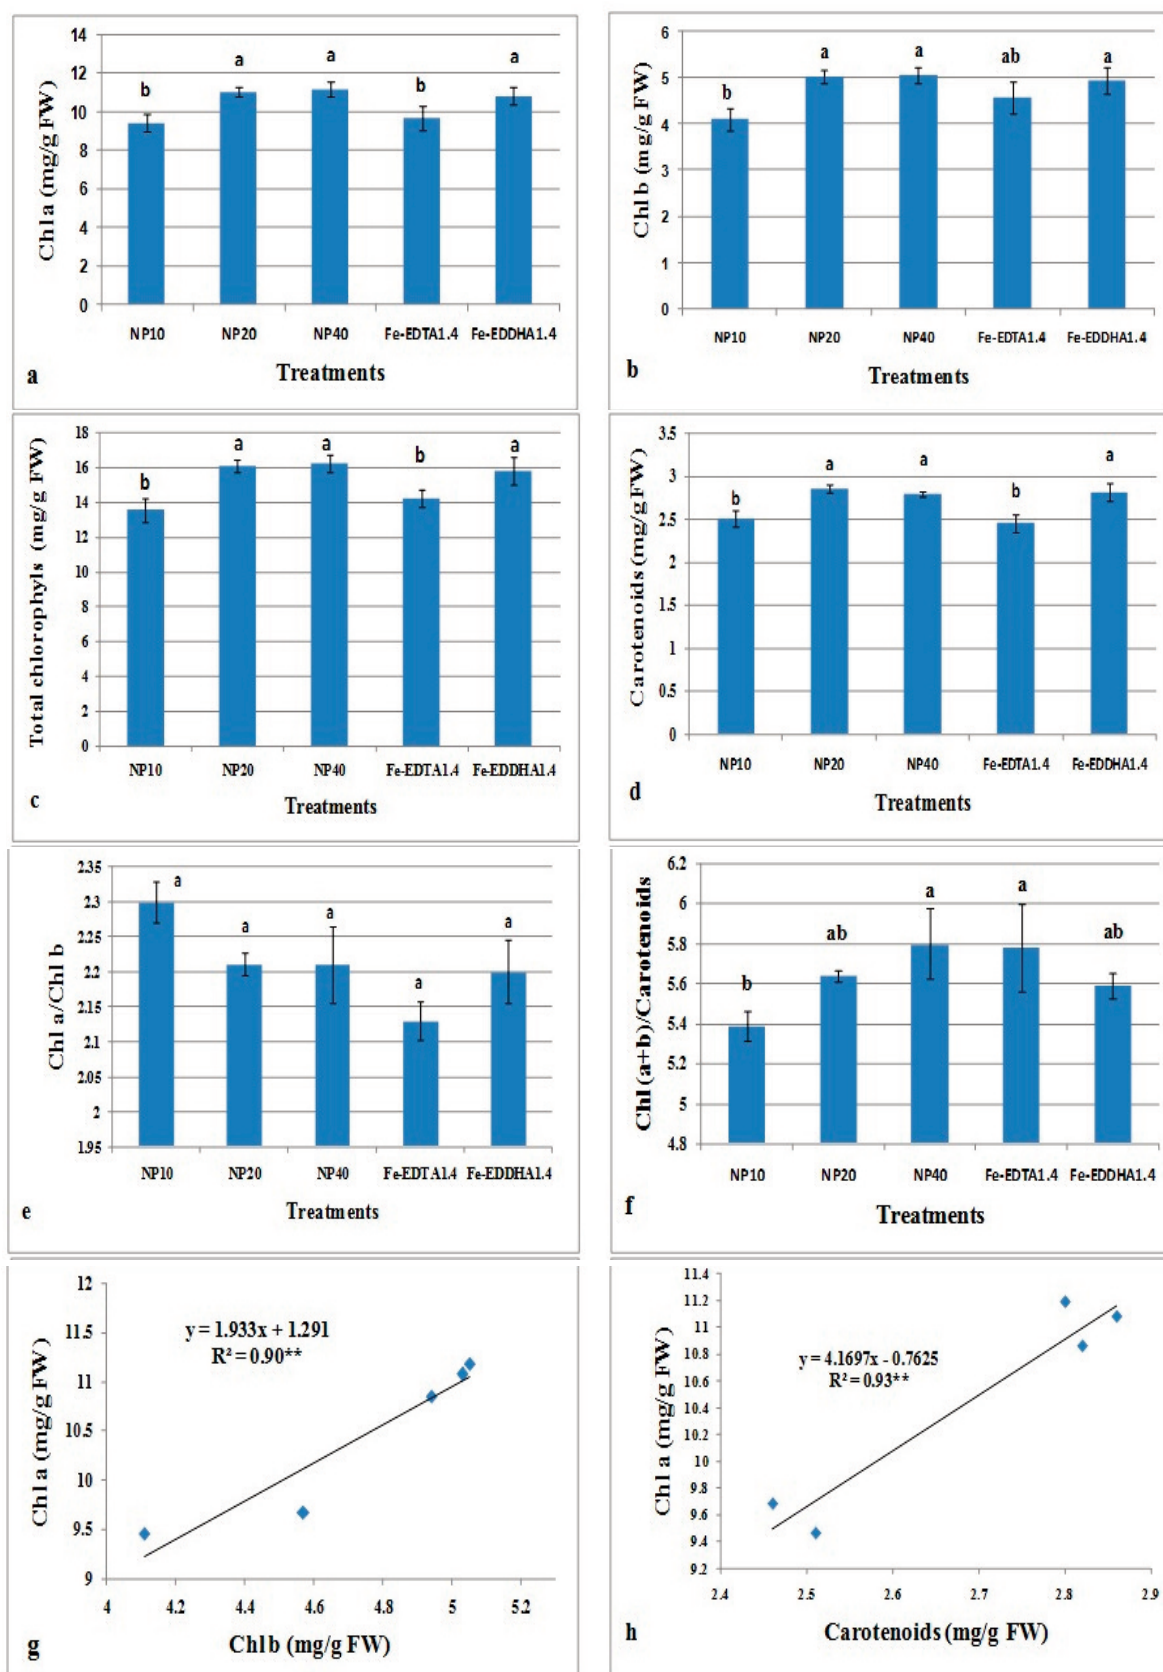 14
12
10
8
6
4
2
0
Chl a (mg/g FW)
b
a
a
b
a
NP10 NP20 NP40 Fe-EDTA1.4 Fe-EDDHA1.4
Treatments
a
6
5
4
3
2
1
0
Chl b (mg/g FW)
b
a
a
ab
a
NP10 NP20 NP40 Fe-EDTA1.4 Fe-EDDHA1.4
Treatments
b
18
16
14
12
10
8
6
4
2
0
Total chlorophyls (mg/g FW)
b
a
a
b
a
NP10 NP20 NP40 Fe-EDTA1.4 Fe-EDDHA1.4
Treatments
c
3.5
3
2.5
2
1.5
1
0.5
0
Carotenoids (mg/g FW)
b
a
a
b
a
NP10 NP20 NP40 Fe-EDTA1.4 Fe-EDDHA1.4
Treatments
d
2.35
2.3
2.25
2.2
2.15
2.1
2.05
2
1.95
Chl a/Chl b
a
a
a
a
a
NP10 NP20 NP40 Fe-EDTA1.4 Fe-EDDHA1.4
Treatments
e
6.2
6
5.8
5.6
5.4
5.2
5
4.8
Chl (a+b)/Carotenoids
b
ab
a
a
ab
NP10 NP20 NP40 Fe-EDTA1.4 Fe-EDDHA1.4
Treatments
f
12
11.5
11
10.5
10
9.5
9
Chl a (mg/g FW)
y = 1.933x + 1.291
R² = 0.90**
4 4.2 4.4 4.6 4.8 5 5.2
Chl b (mg/g FW)
g
11.4
11.2
11
10.8
10.6
10.4
10.2
10
9.8
9.6
9.4
9.2
Chl a (mg/g FW)
y = 4.1697x - 0.7625
R² = 0.93**
2.4 2.5 2.6 2.7 2.8 2.9
Carotenoids (mg/g FW)
h